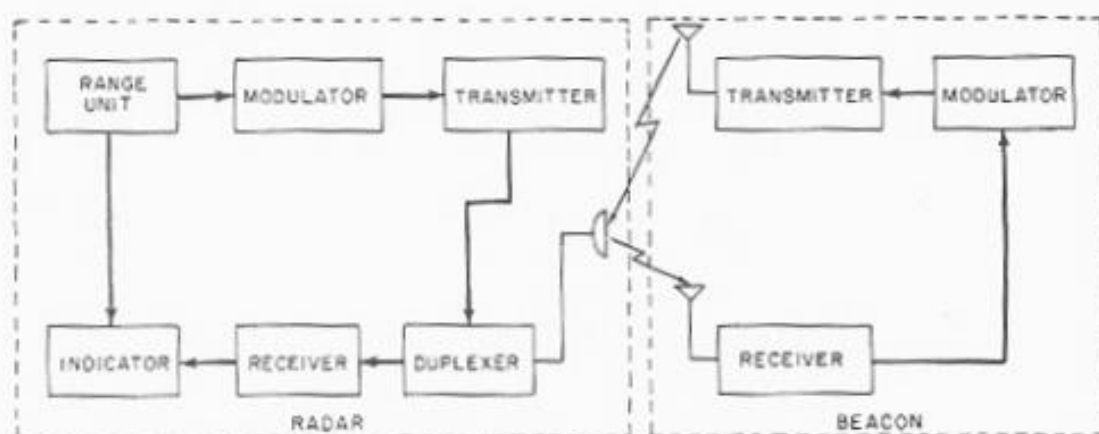 RANGE
UNIT
MODULATOR
TRANSMITTER
TRANSMITTER
MODULATOR
INDICATOR
RECEIVER
DUPLEXER
RECEIVER
RADAR
BEACON